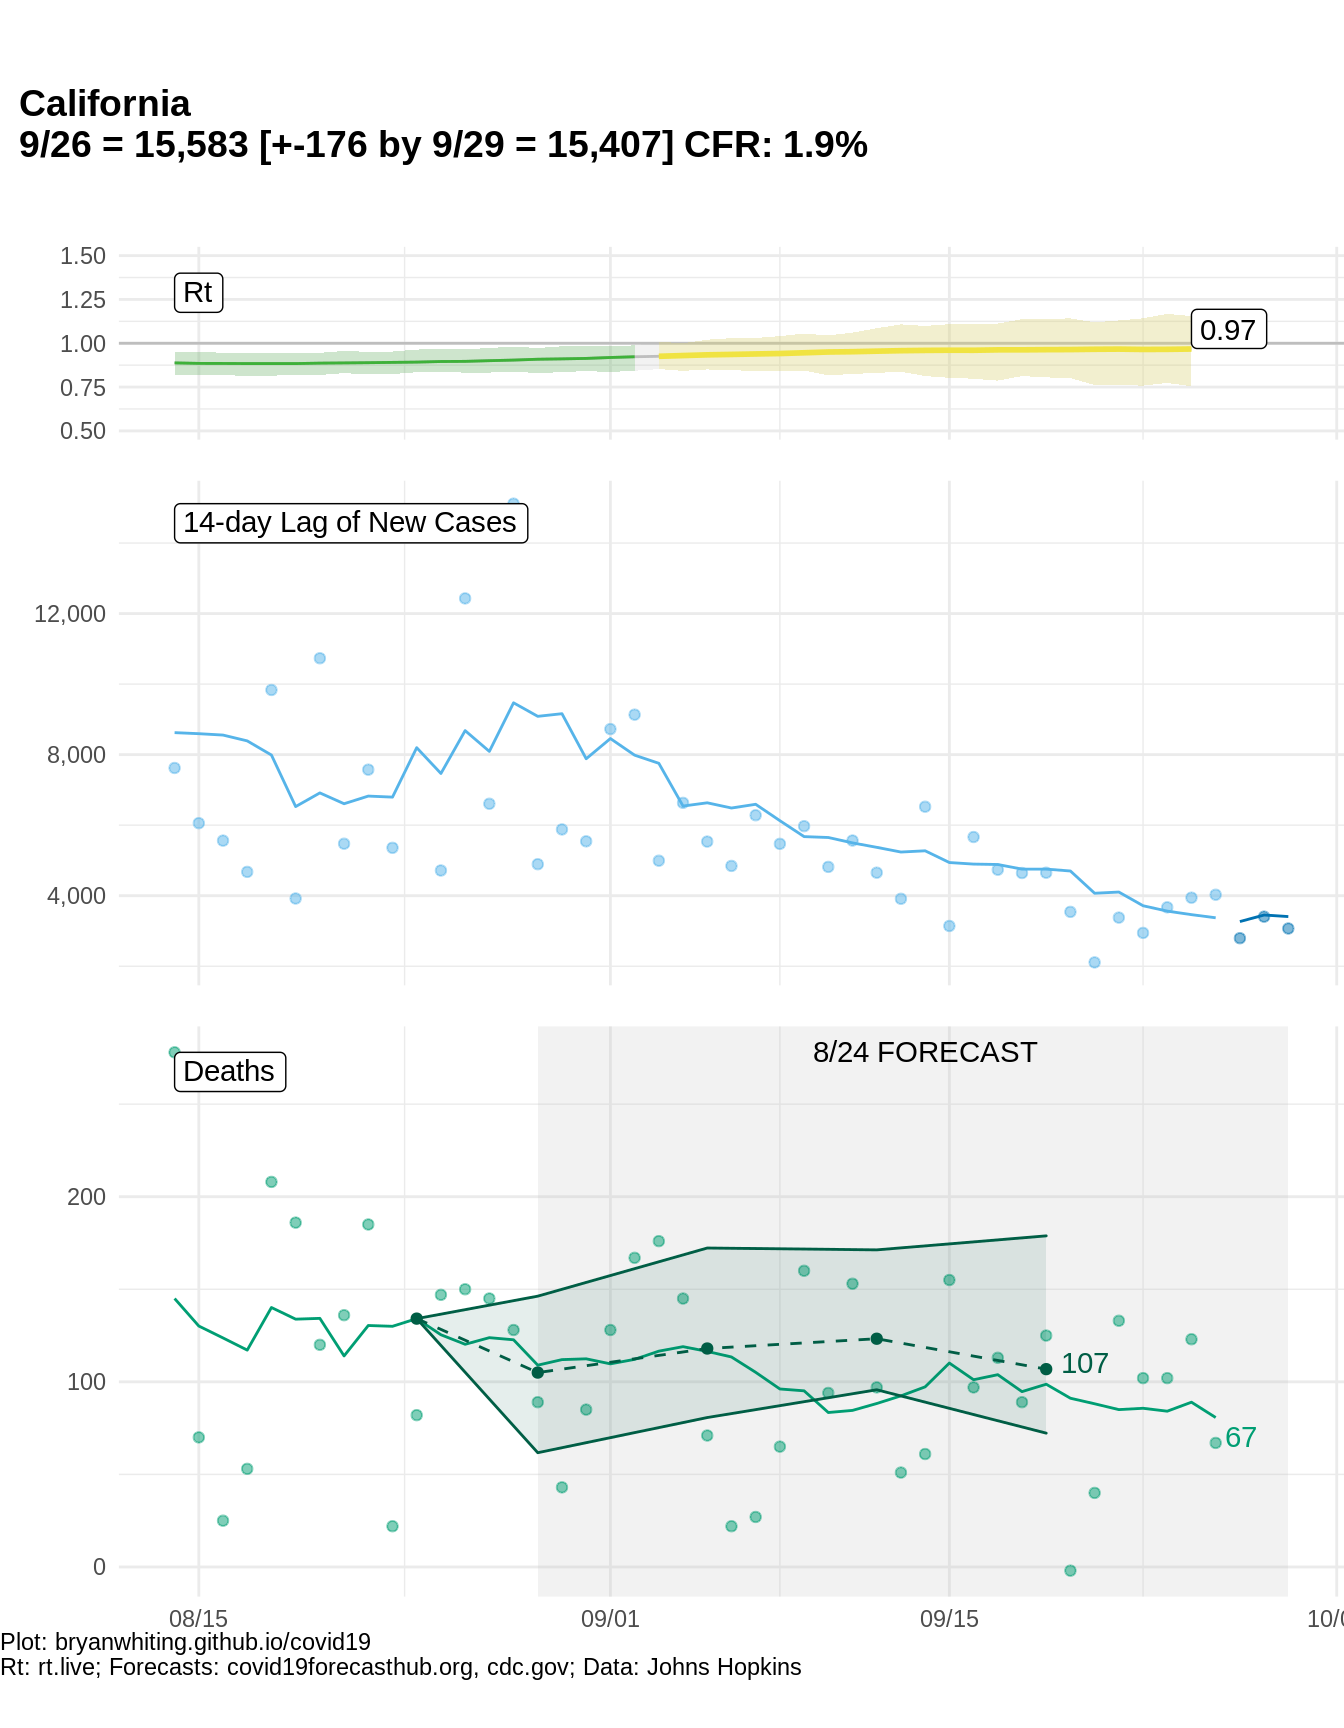 California
9/26 = 15,583 [+-176 by 9/29 = 15,407] CFR: 1.9%
1.50
Rt
1.25
1.00
0.97
0.75
0.50
14-day Lag of New Cases
12,000
8,000
4,000
8/24 FORECAST
Deaths
200
107
100
67
0
08/15 09/01 09/15
Plot: bryanwhiting.github.io/covid19
Rt: rt.live; Forecasts: covid19forecasthub.org, cdc.gov; Data: Johns Hopkins